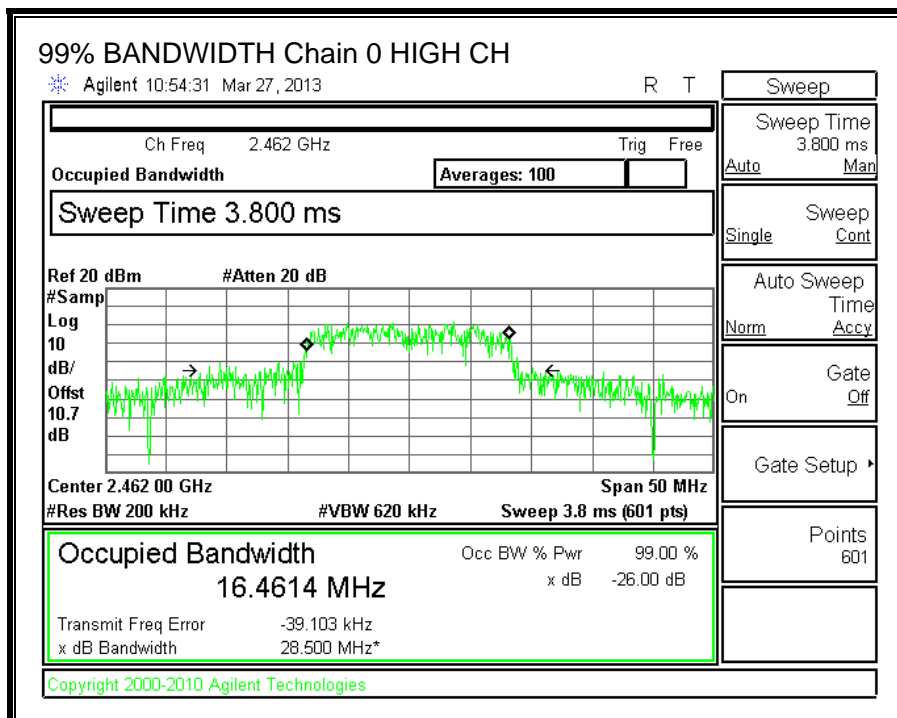 99% BANDWIDTH Chain 0 HIGH CH
Agilent 10:54:31 Mar 27, 2013 R T
Ch Freq 2.462 GHz Trig Free
Occupied Bandwidth Averages: 100
Sweep Time 3.800 ms
Ref 20 dBm #Atten 20 dB
#Samp
Log
10
dB/
Offst
10.7
dB
Center 2.462 00 GHz Span 50 MHz
#Res BW 200 kHz #VBW 620 kHz Sweep 3.8 ms (601 pts)
Occupied Bandwidth Occ BW % Pwr 99.00 %
16.4614 MHz x dB -26.00 dB
Transmit Freq Error -39.103 kHz
x dB Bandwidth 28.500 MHz*
Copyright 2000-2010 Agilent Technologies
Sweep
Sweep Time
3.800 ms
Auto Man
Sweep
Single Cont
Auto Sweep
Time
Norm Accy
Gate
On Off
Gate Setup
Points
601